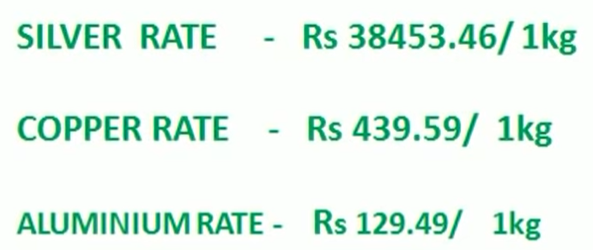 SILVER RATE - Rs 38453.46/ 1kg
COPPER RATE - Rs 439.59/ 1kg
ALUMINIUM RATE - Rs 129.49/ 1kg